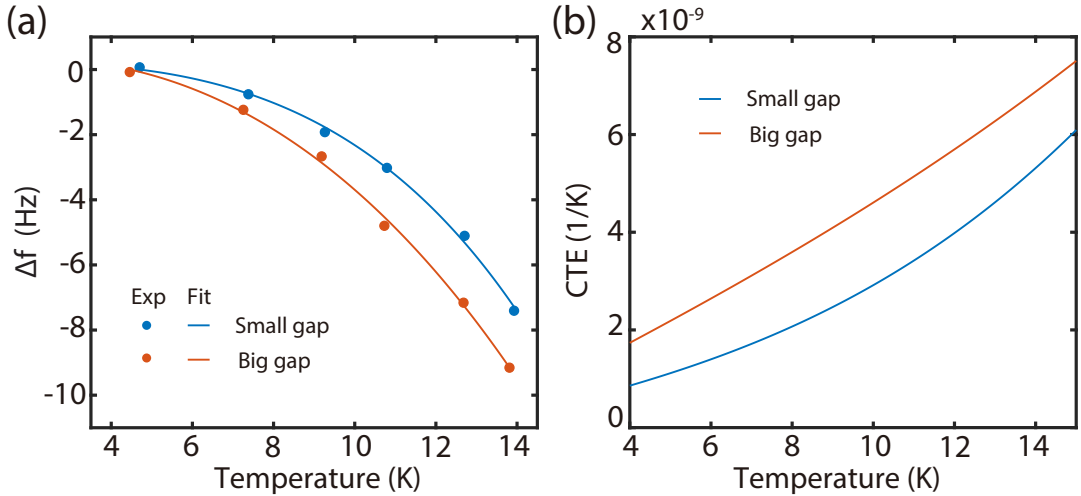 (a)
0
-2
-4
-6
-8
-10
Δf (Hz)
Exp Fit
Small gap
Big gap
4 6 8 10 12 14
Temperature (K)
(b)
x10⁻⁹
8
6
4
2
0
CTE (1/K)
Small gap
Big gap
4 6 8 10 12 14
Temperature (K)